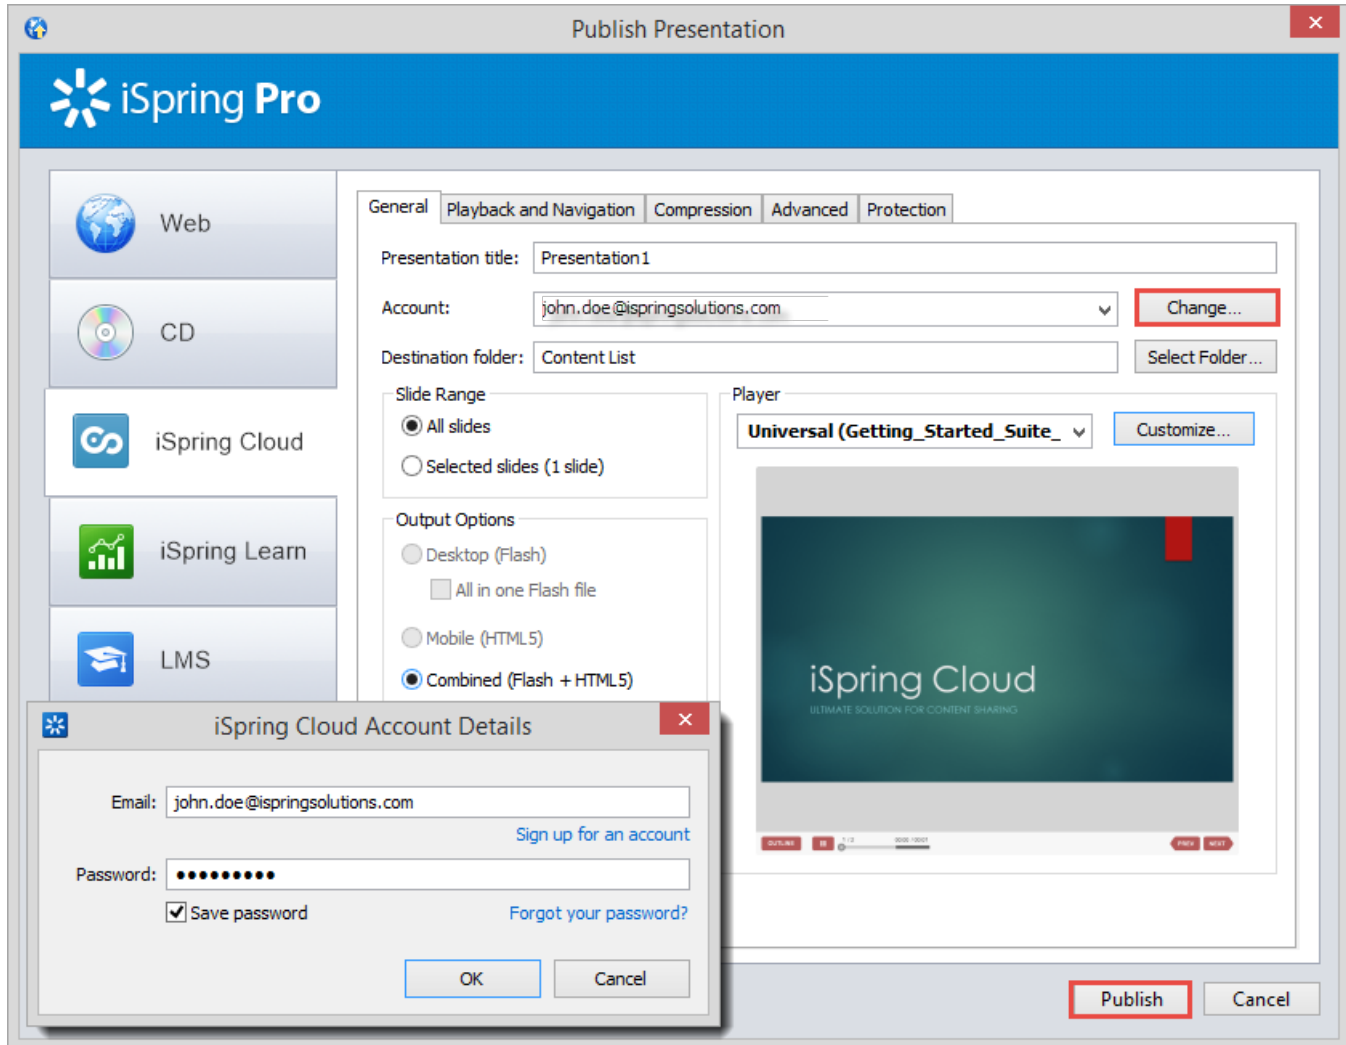 Publish Presentation
iSpring Pro
Web
CD
iSpring Cloud
iSpring Learn
LMS
General Playback and Navigation Compression Advanced Protection
Presentation title: Presentation1
Account: john.doe@ispringsolutions.com Change...
Destination folder: Content List Select Folder...
Slide Range
All slides
Selected slides (1 slide)
Output Options
Desktop (Flash)
All in one Flash file
Mobile (HTML5)
Combined (Flash + HTML5)
Player
Universal (Getting_Started_Suite_ Customize...
iSpring Cloud
ULTIMATE SOLUTION FOR CONTENT SHARING
OUTLINE PREV NEXT
iSpring Cloud Account Details
Email: john.doe@ispringsolutions.com
Sign up for an account
Password: ●●●●●●●●●
Save password Forgot your password?
OK Cancel
Publish Cancel